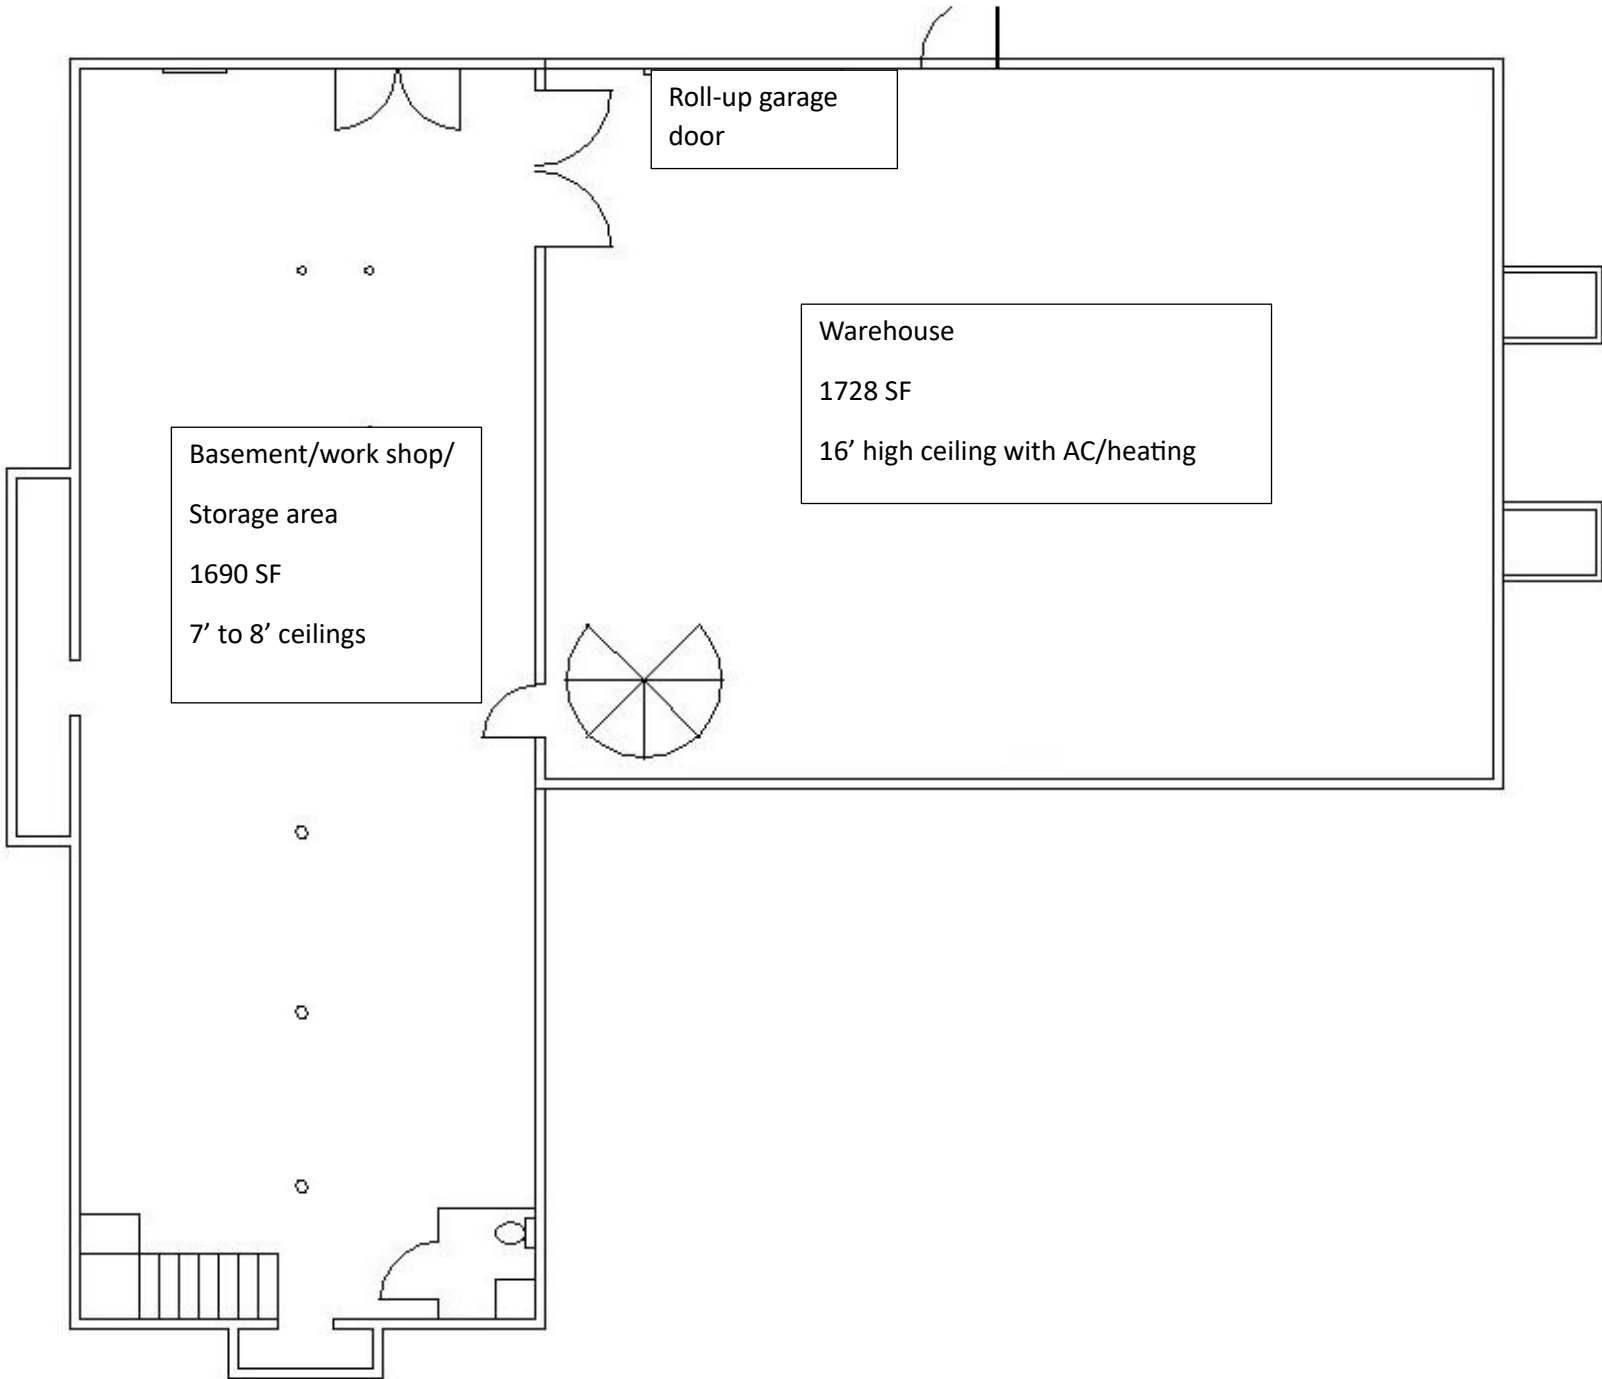 Roll-up garage
door
Warehouse
1728 SF
16’ high ceiling with AC/heating
Basement/work shop/
Storage area
1690 SF
7’ to 8’ ceilings